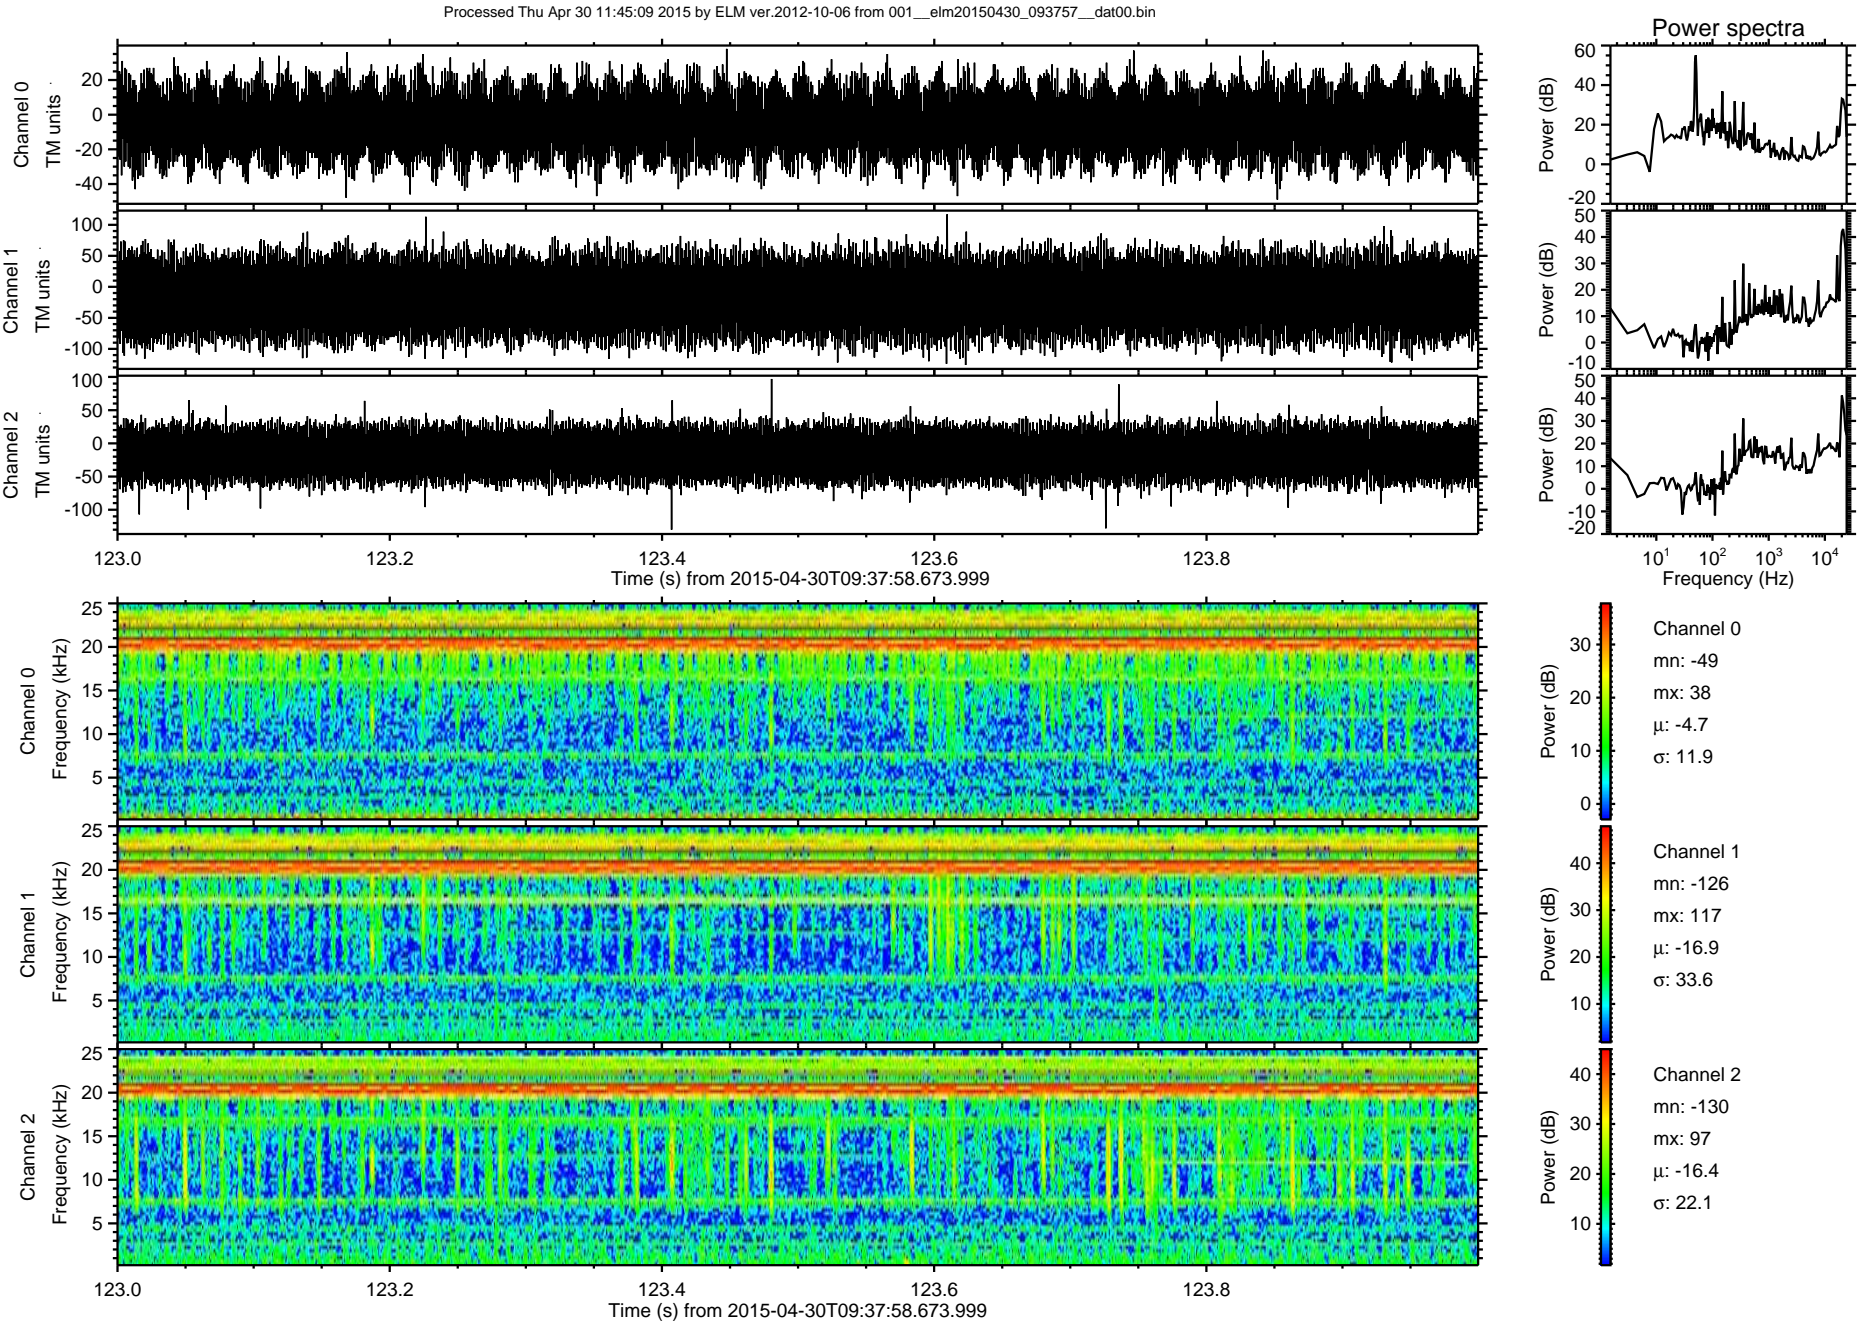 Processed Thu Apr 30 11:45:09 2015 by ELM ver.2012-10-06 from 001__elm20150430_093757__dat00.bin
Power spectra
Channel 0
TM units
20
0
-20
-40
Power (dB)
60
40
20
0
-20
Channel 1
TM units
100
50
0
-50
-100
Power (dB)
50
40
30
20
10
0
-10
Channel 2
TM units
100
50
0
-50
-100
Power (dB)
50
40
30
20
10
0
-10
-20
123.0 123.2 123.4 123.6 123.8
Time (s) from 2015-04-30T09:37:58.673.999
10¹ 10² 10³ 10⁴
Frequency (Hz)
Channel 0
Frequency (kHz)
25
20
15
10
5
Power (dB)
30
20
10
0
Channel 0
mn: -49
mx: 38
μ: -4.7
σ: 11.9
Channel 1
Frequency (kHz)
25
20
15
10
5
Power (dB)
40
30
20
10
Channel 1
mn: -126
mx: 117
μ: -16.9
σ: 33.6
Channel 2
Frequency (kHz)
25
20
15
10
5
Power (dB)
40
30
20
10
Channel 2
mn: -130
mx: 97
μ: -16.4
σ: 22.1
123.0 123.2 123.4 123.6 123.8
Time (s) from 2015-04-30T09:37:58.673.999